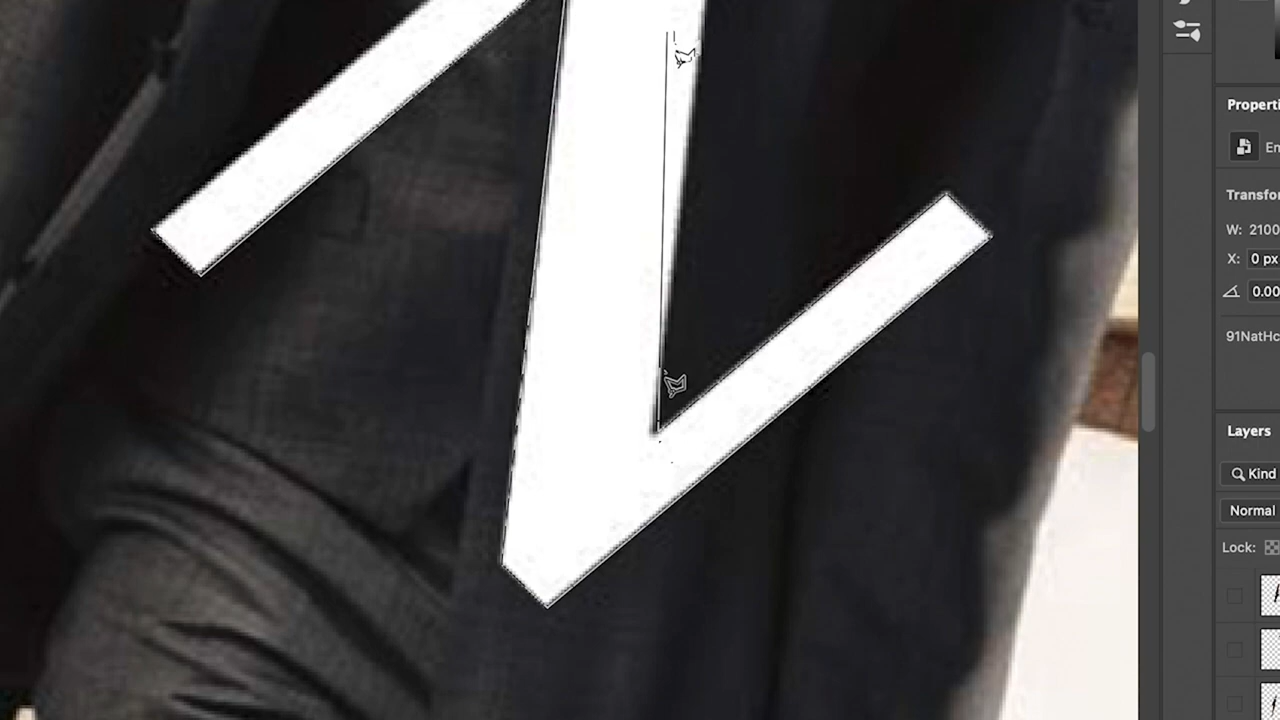 Properti
En
Transfo
W: 2100
X: 0 px
0.00
91NatHc
Layers
Kind
Normal
Lock: